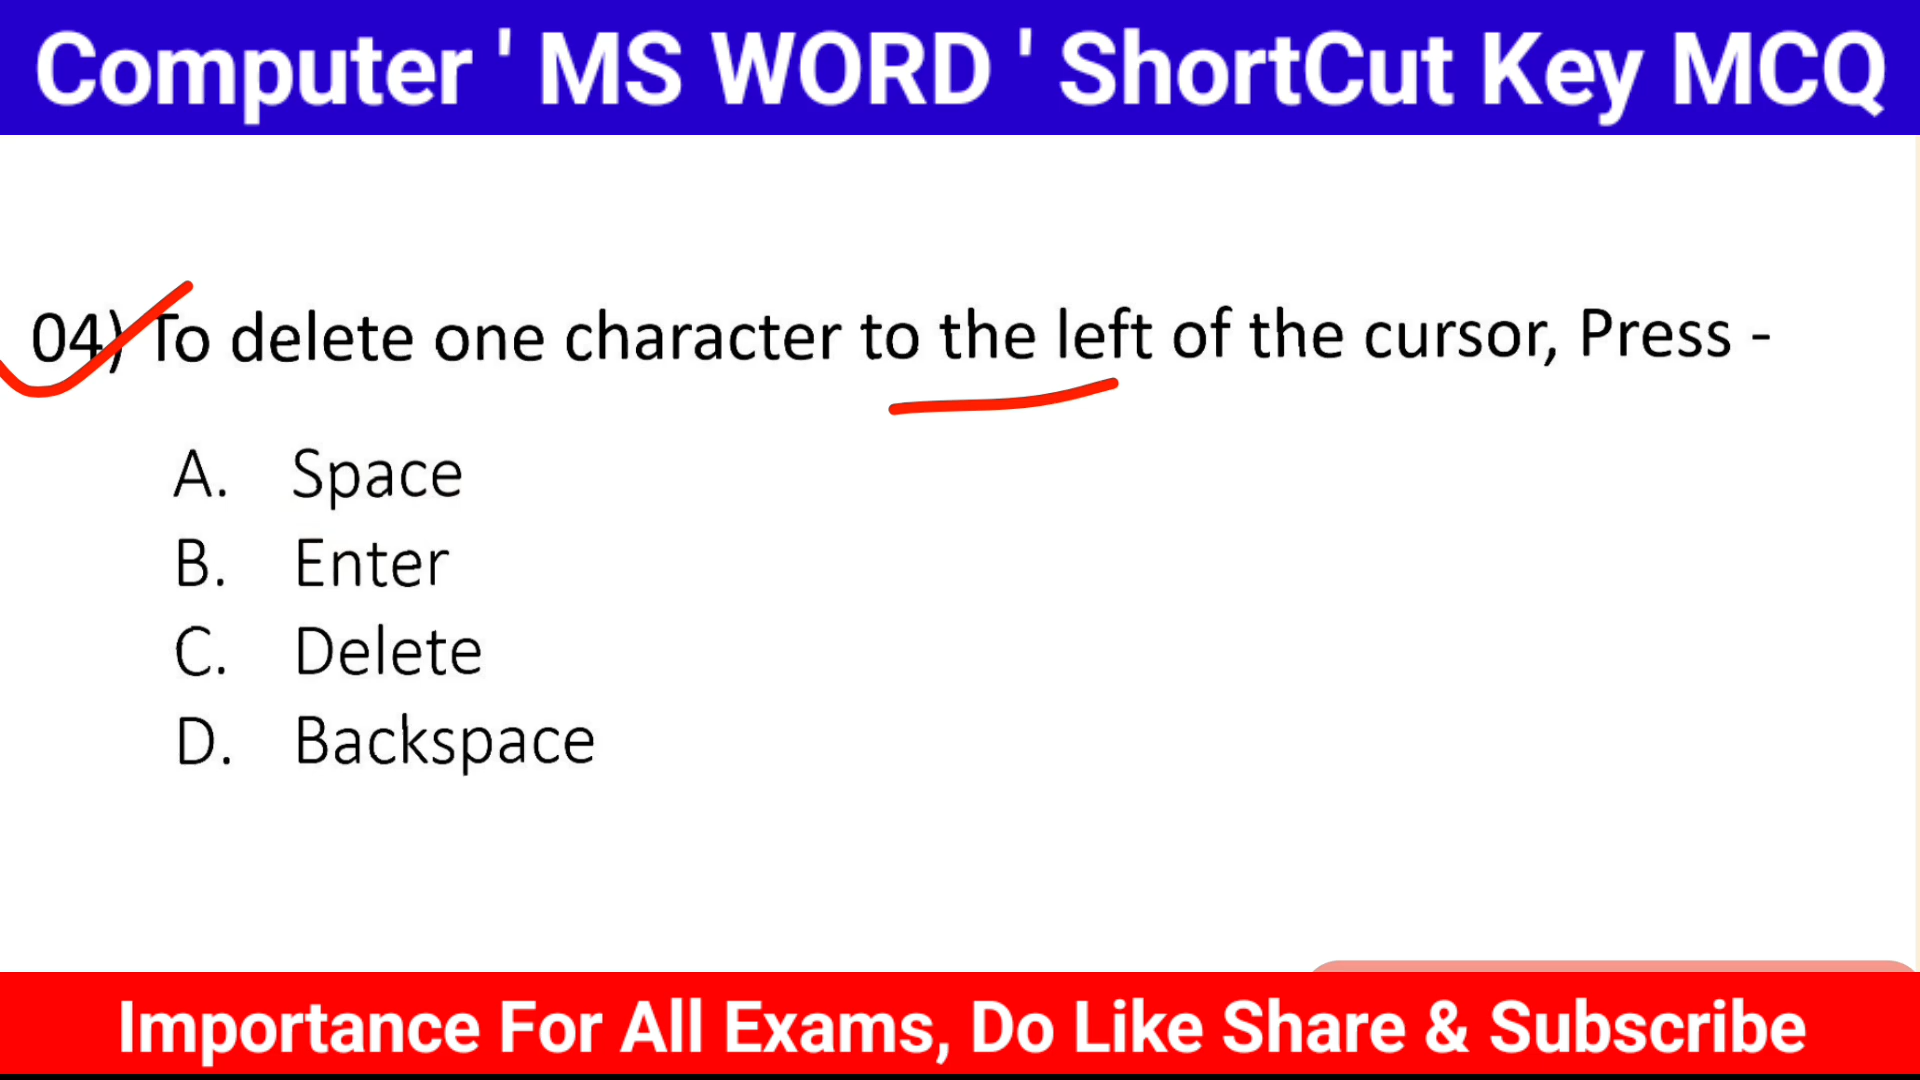 Computer ' MS WORD ' ShortCut Key MCQ
04) To delete one character to the left of the cursor, Press -
A. Space
B. Enter
C. Delete
D. Backspace
Importance For All Exams, Do Like Share & Subscribe